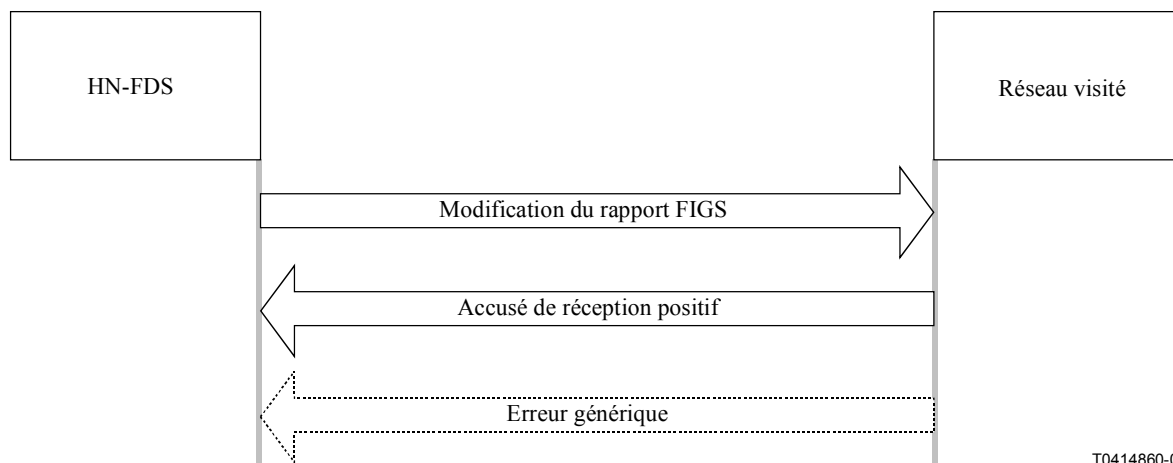 HN-FDS
Réseau visité
Modification du rapport FIGS
Accusé de réception positif
Erreur générique